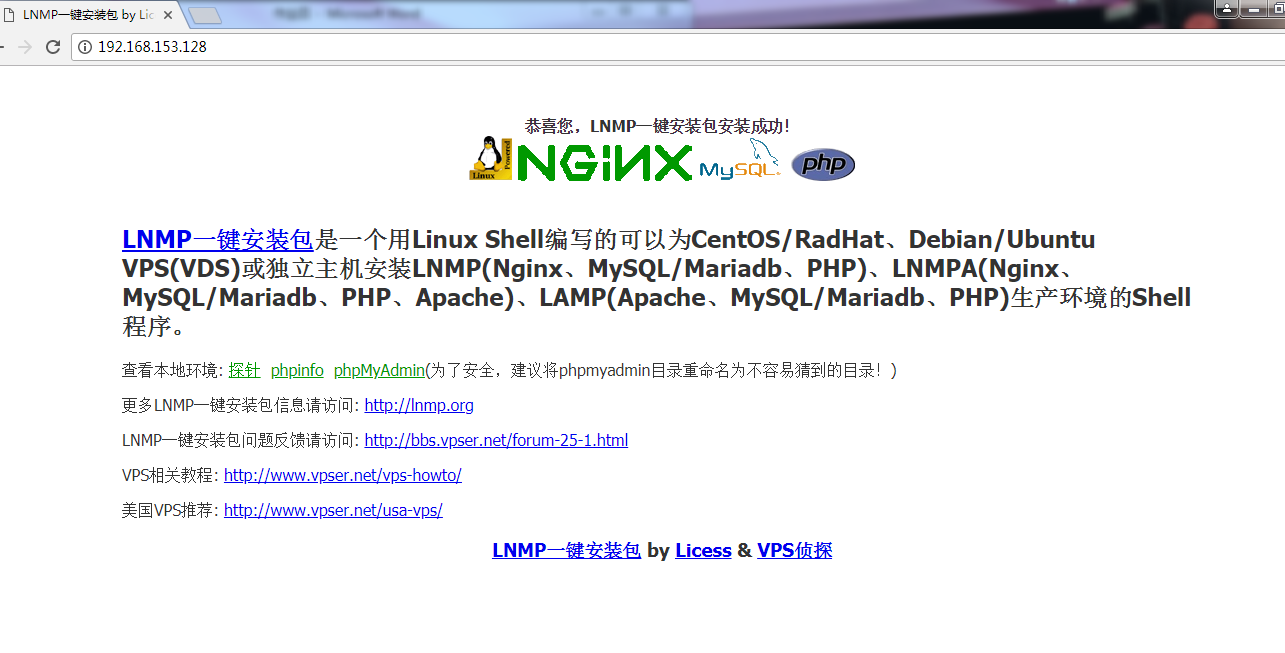 LNMP一键安装包 by Lic
192.168.153.128
恭喜您，LNMP一键安装包安装成功！
Linux Powered NGiNX MySQL php
LNMP一键安装包是一个用Linux Shell编写的可以为CentOS/RadHat、Debian/Ubuntu
VPS(VDS)或独立主机安装LNMP(Nginx、MySQL/Mariadb、PHP)、LNMPA(Nginx、
MySQL/Mariadb、PHP、Apache)、LAMP(Apache、MySQL/Mariadb、PHP)生产环境的Shell
程序。
查看本地环境: 探针 phpinfo phpMyAdmin(为了安全，建议将phpmyadmin目录重命名为不容易猜到的目录！)
更多LNMP一键安装包信息请访问: http://lnmp.org
LNMP一键安装包问题反馈请访问: http://bbs.vpser.net/forum-25-1.html
VPS相关教程: http://www.vpser.net/vps-howto/
美国VPS推荐: http://www.vpser.net/usa-vps/
LNMP一键安装包 by Licess & VPS侦探